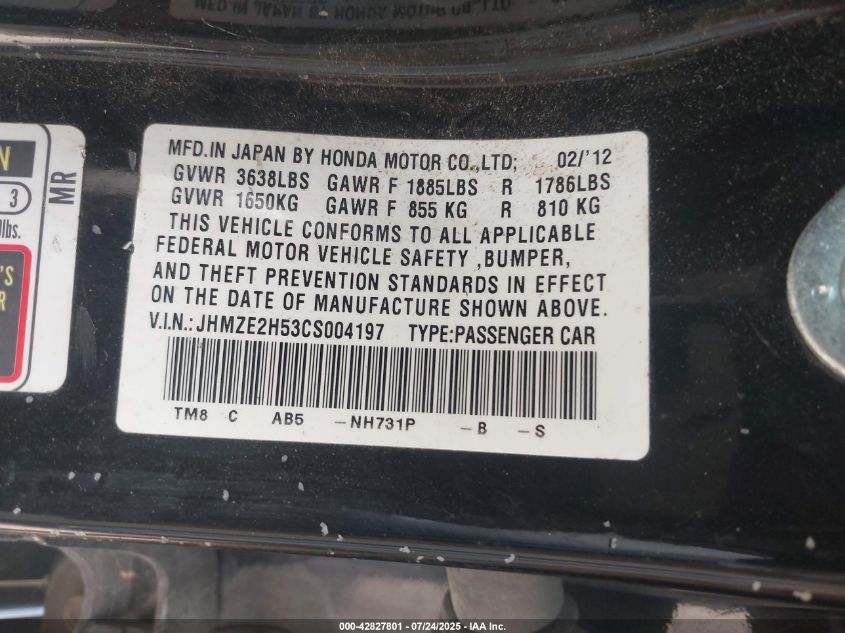 MFD.IN JAPAN BY HONDA MOTOR CO.,LTD; 02/'12
GVWR 3638LBS GAWR F 1885LBS R 1786LBS
GVWR 1650KG GAWR F 855 KG R 810 KG
THIS VEHICLE CONFORMS TO ALL APPLICABLE
FEDERAL MOTOR VEHICLE SAFETY ,BUMPER,
AND THEFT PREVENTION STANDARDS IN EFFECT
ON THE DATE OF MANUFACTURE SHOWN ABOVE.
V.I.N.: JHMZE2H53CS004197 TYPE:PASSENGER CAR
TM8 C AB5 -NH731P -B -S
N
3
lbs.
'S
R
MR
000-42827801 - 07/24/2025 - IAA Inc.